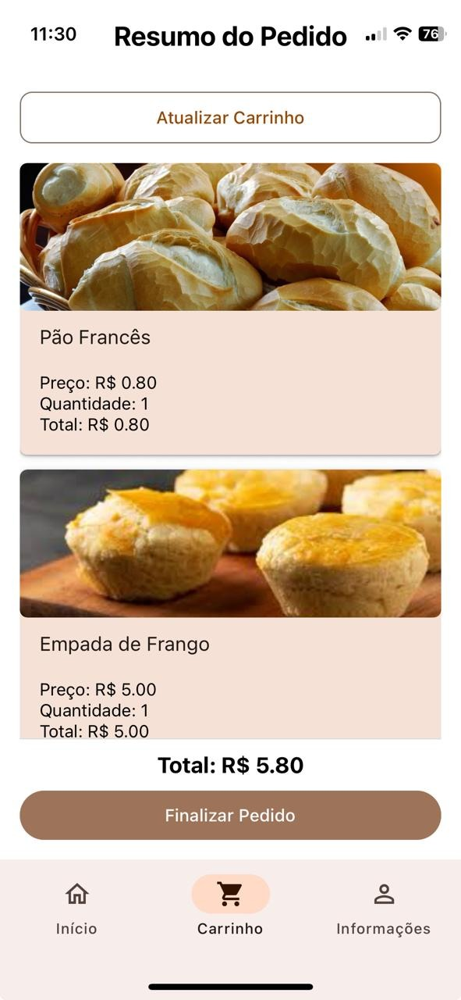 11:30
Resumo do Pedido
76
Atualizar Carrinho
Pão Francês
Preço: R$ 0.80
Quantidade: 1
Total: R$ 0.80
Empada de Frango
Preço: R$ 5.00
Quantidade: 1
Total: R$ 5.00
Total: R$ 5.80
Finalizar Pedido
Início
Carrinho
Informações